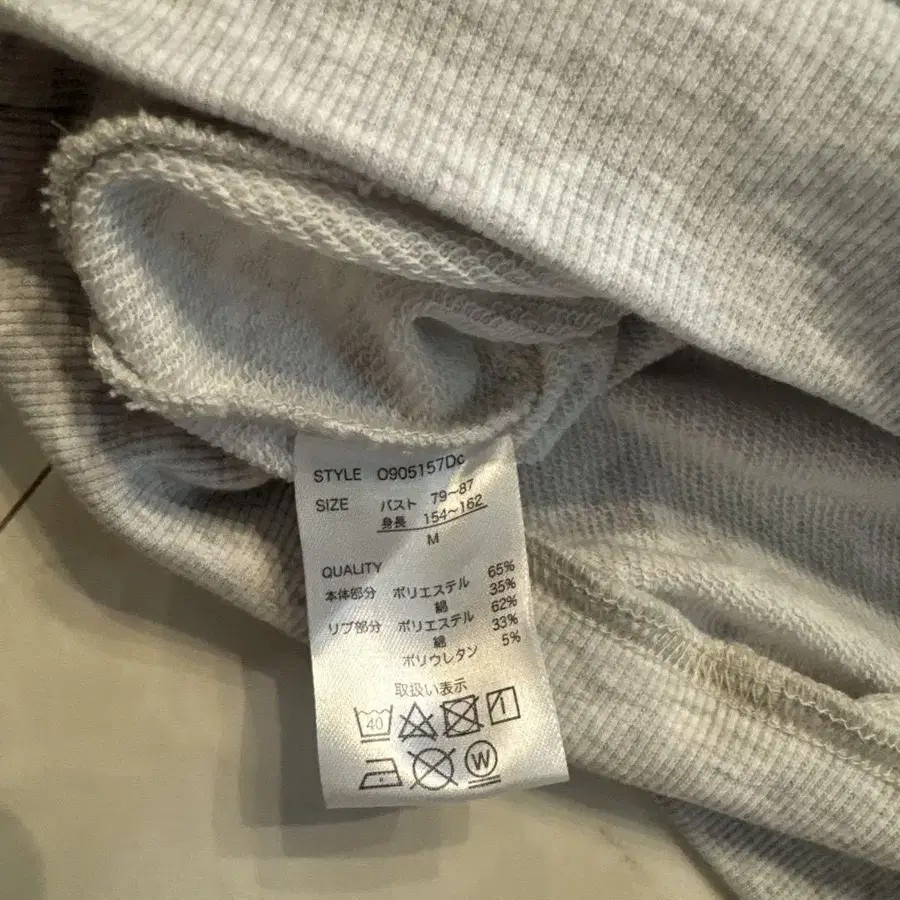 STYLE O905157Dc
SIZE バスト 79~87
身長 154~162
M
QUALITY
本体部分 ポリエステル 65%
綿 35%
リブ部分 ポリエステル 62%
綿 33%
ポリウレタン 5%
取扱い表示
40
W